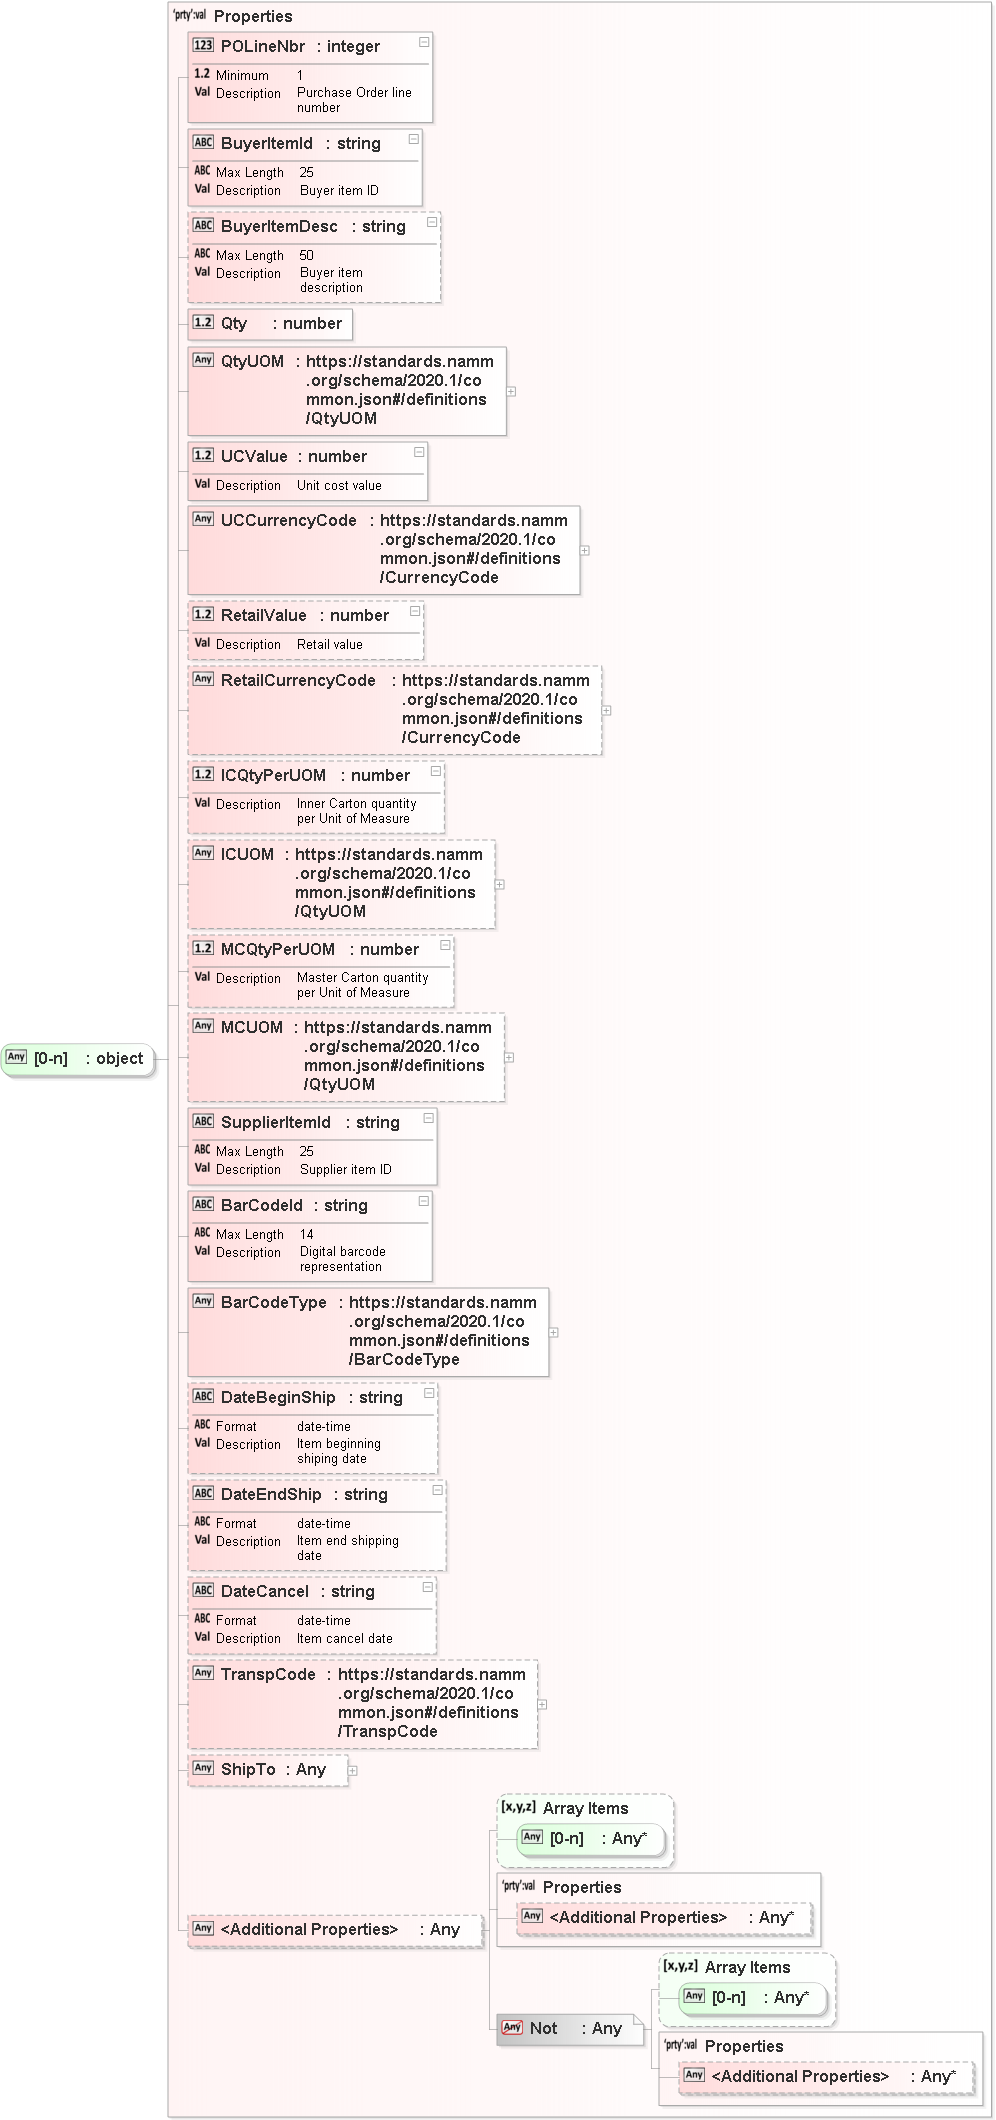 'prty':val Properties
123 POLineNbr : integer
1.2 Minimum 1
Val Description Purchase Order line
number
ABC BuyerItemId : string
ABC Max Length 25
Val Description Buyer item ID
ABC BuyerItemDesc : string
ABC Max Length 50
Val Description Buyer item
description
1.2 Qty : number
Any QtyUOM : https://standards.namm
.org/schema/2020.1/co
mmon.json#/definitions
/QtyUOM
1.2 UCValue : number
Val Description Unit cost value
Any UCCurrencyCode : https://standards.namm
.org/schema/2020.1/co
mmon.json#/definitions
/CurrencyCode
1.2 RetailValue : number
Val Description Retail value
Any RetailCurrencyCode : https://standards.namm
.org/schema/2020.1/co
mmon.json#/definitions
/CurrencyCode
1.2 ICQtyPerUOM : number
Val Description Inner Carton quantity
per Unit of Measure
Any ICUOM : https://standards.namm
.org/schema/2020.1/co
mmon.json#/definitions
/QtyUOM
1.2 MCQtyPerUOM : number
Val Description Master Carton quantity
per Unit of Measure
Any MCUOM : https://standards.namm
.org/schema/2020.1/co
mmon.json#/definitions
/QtyUOM
Any [0-n] : object
ABC SupplierItemId : string
ABC Max Length 25
Val Description Supplier item ID
ABC BarCodeId : string
ABC Max Length 14
Val Description Digital barcode
representation
Any BarCodeType : https://standards.namm
.org/schema/2020.1/co
mmon.json#/definitions
/BarCodeType
ABC DateBeginShip : string
ABC Format date-time
Val Description Item beginning
shiping date
ABC DateEndShip : string
ABC Format date-time
Val Description Item end shipping
date
ABC DateCancel : string
ABC Format date-time
Val Description Item cancel date
Any TranspCode : https://standards.namm
.org/schema/2020.1/co
mmon.json#/definitions
/TranspCode
Any ShipTo : Any
[x,y,z] Array Items
Any [0-n] : Any*
'prty':val Properties
Any <Additional Properties> : Any*
Any <Additional Properties> : Any
[x,y,z] Array Items
Any [0-n] : Any*
Any Not : Any
'prty':val Properties
Any <Additional Properties> : Any*